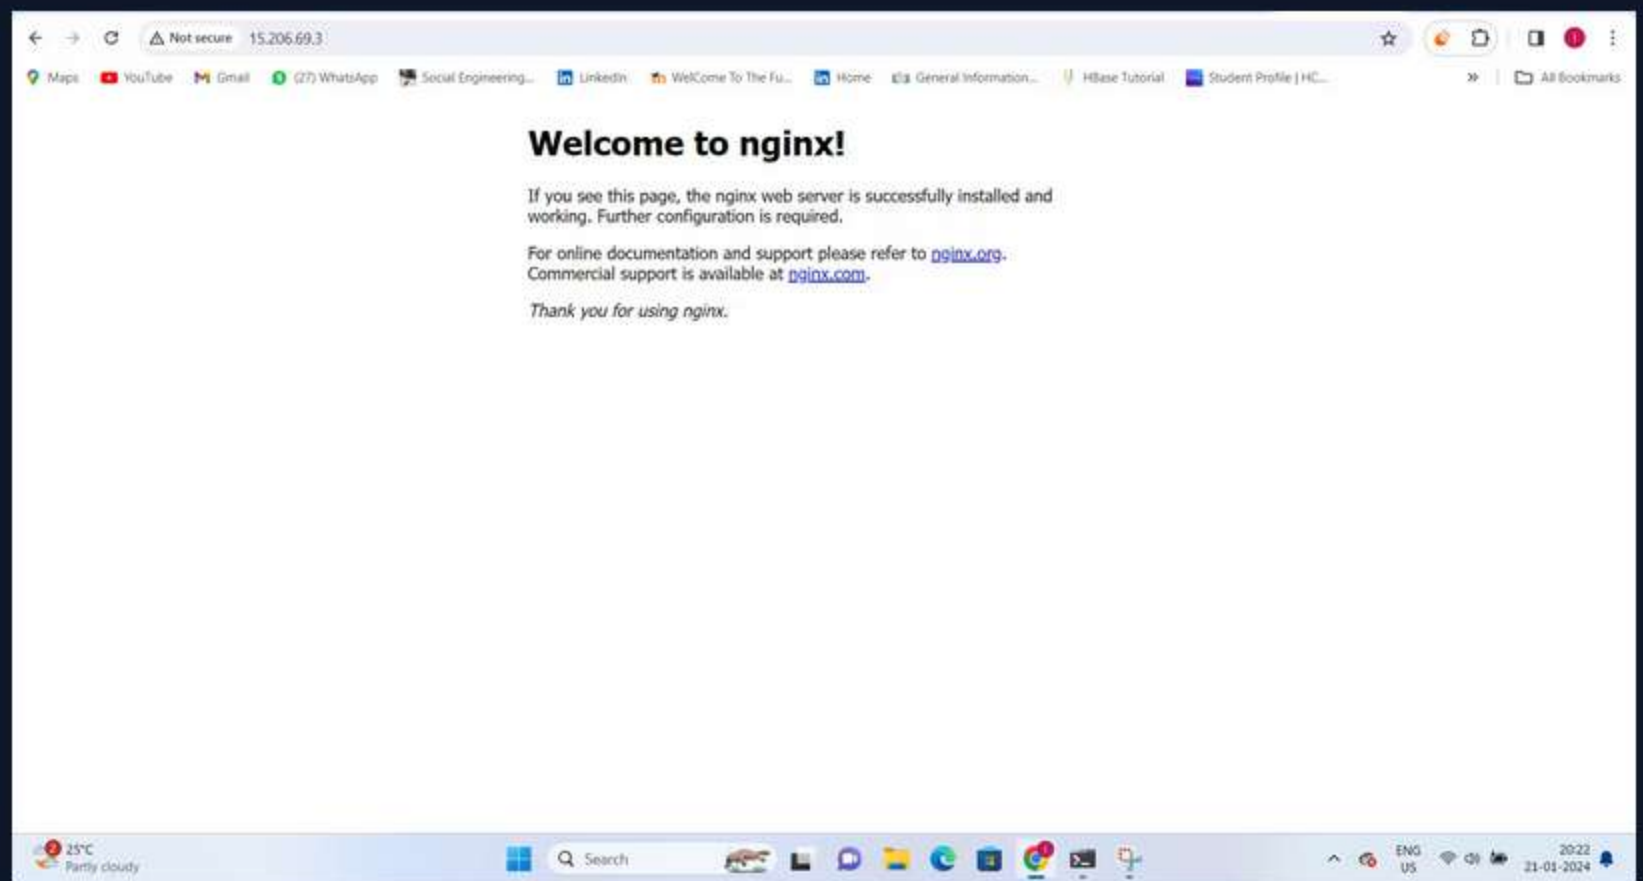 Not secure 15.206.69.3
Maps YouTube Gmail (27) WhatsApp Social Engineering... LinkedIn WelCome To The Fu... Home General Information... HBase Tutorial Student Profile | HC... » All Bookmarks
Welcome to nginx!
If you see this page, the nginx web server is successfully installed and
working. Further configuration is required.
For online documentation and support please refer to nginx.org.
Commercial support is available at nginx.com.
Thank you for using nginx.
2 25°C
Partly cloudy
Search
ENG
US
20:22
21-01-2024